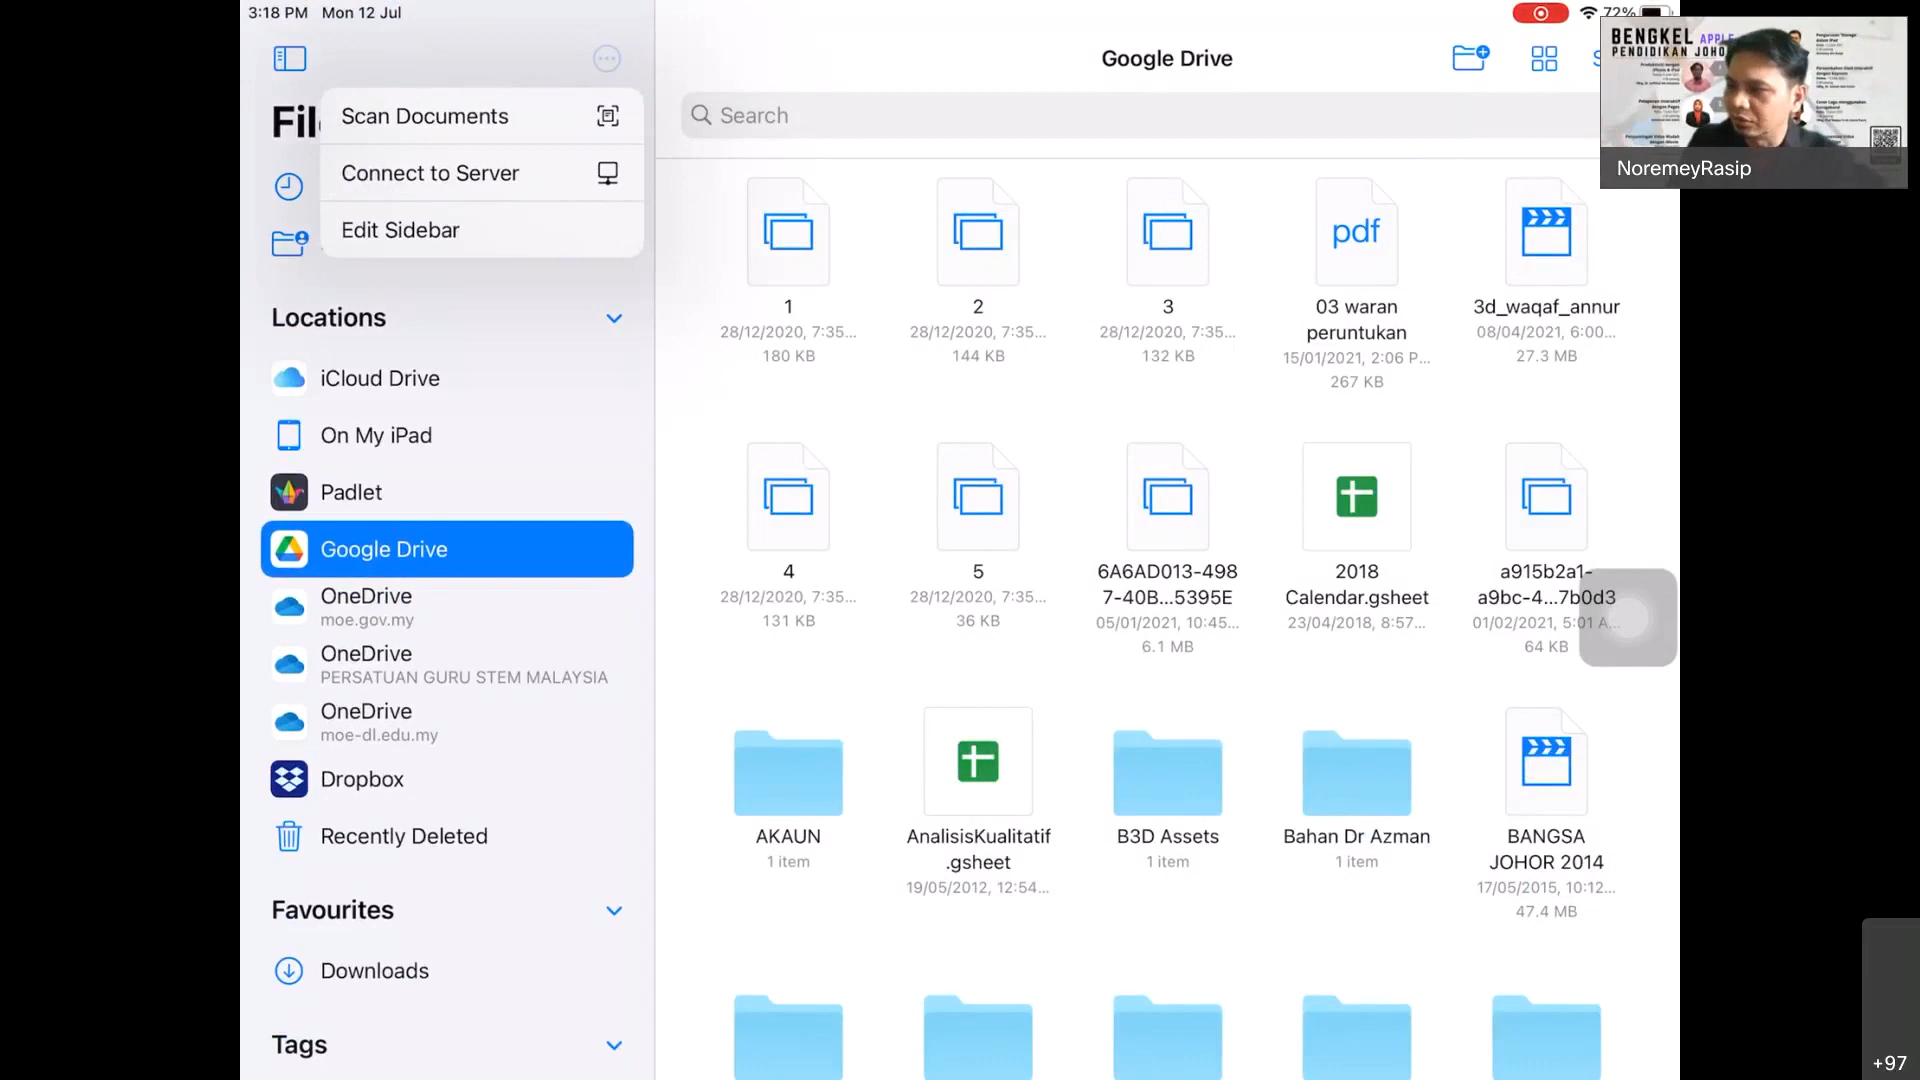 3:18 PM Mon 12 Jul
72%
Fil
Scan Documents
Connect to Server
Edit Sidebar
Locations
iCloud Drive
On My iPad
Padlet
Google Drive
OneDrive
moe.gov.my
OneDrive
PERSATUAN GURU STEM MALAYSIA
OneDrive
moe-dl.edu.my
Dropbox
Recently Deleted
Favourites
Downloads
Tags
Google Drive
Search
1
28/12/2020, 7:35...
180 KB
2
28/12/2020, 7:35...
144 KB
3
28/12/2020, 7:35...
132 KB
pdf
03 waran
peruntukan
15/01/2021, 2:06 P...
267 KB
3d_waqaf_annur
08/04/2021, 6:00...
27.3 MB
4
28/12/2020, 7:35...
131 KB
5
28/12/2020, 7:35...
36 KB
6A6AD013-498
7-40B...5395E
05/01/2021, 10:45...
6.1 MB
2018
Calendar.gsheet
23/04/2018, 8:57...
a915b2a1-
a9bc-4...7b0d3
01/02/2021, 5:01 A...
64 KB
AKAUN
1 item
AnalisisKualitatif
.gsheet
19/05/2012, 12:54...
B3D Assets
1 item
Bahan Dr Azman
1 item
BANGSA
JOHOR 2014
17/05/2015, 10:12...
47.4 MB
BENGKEL APPLE
PENDIDIKAN JOHO
NoremeyRasip
+97